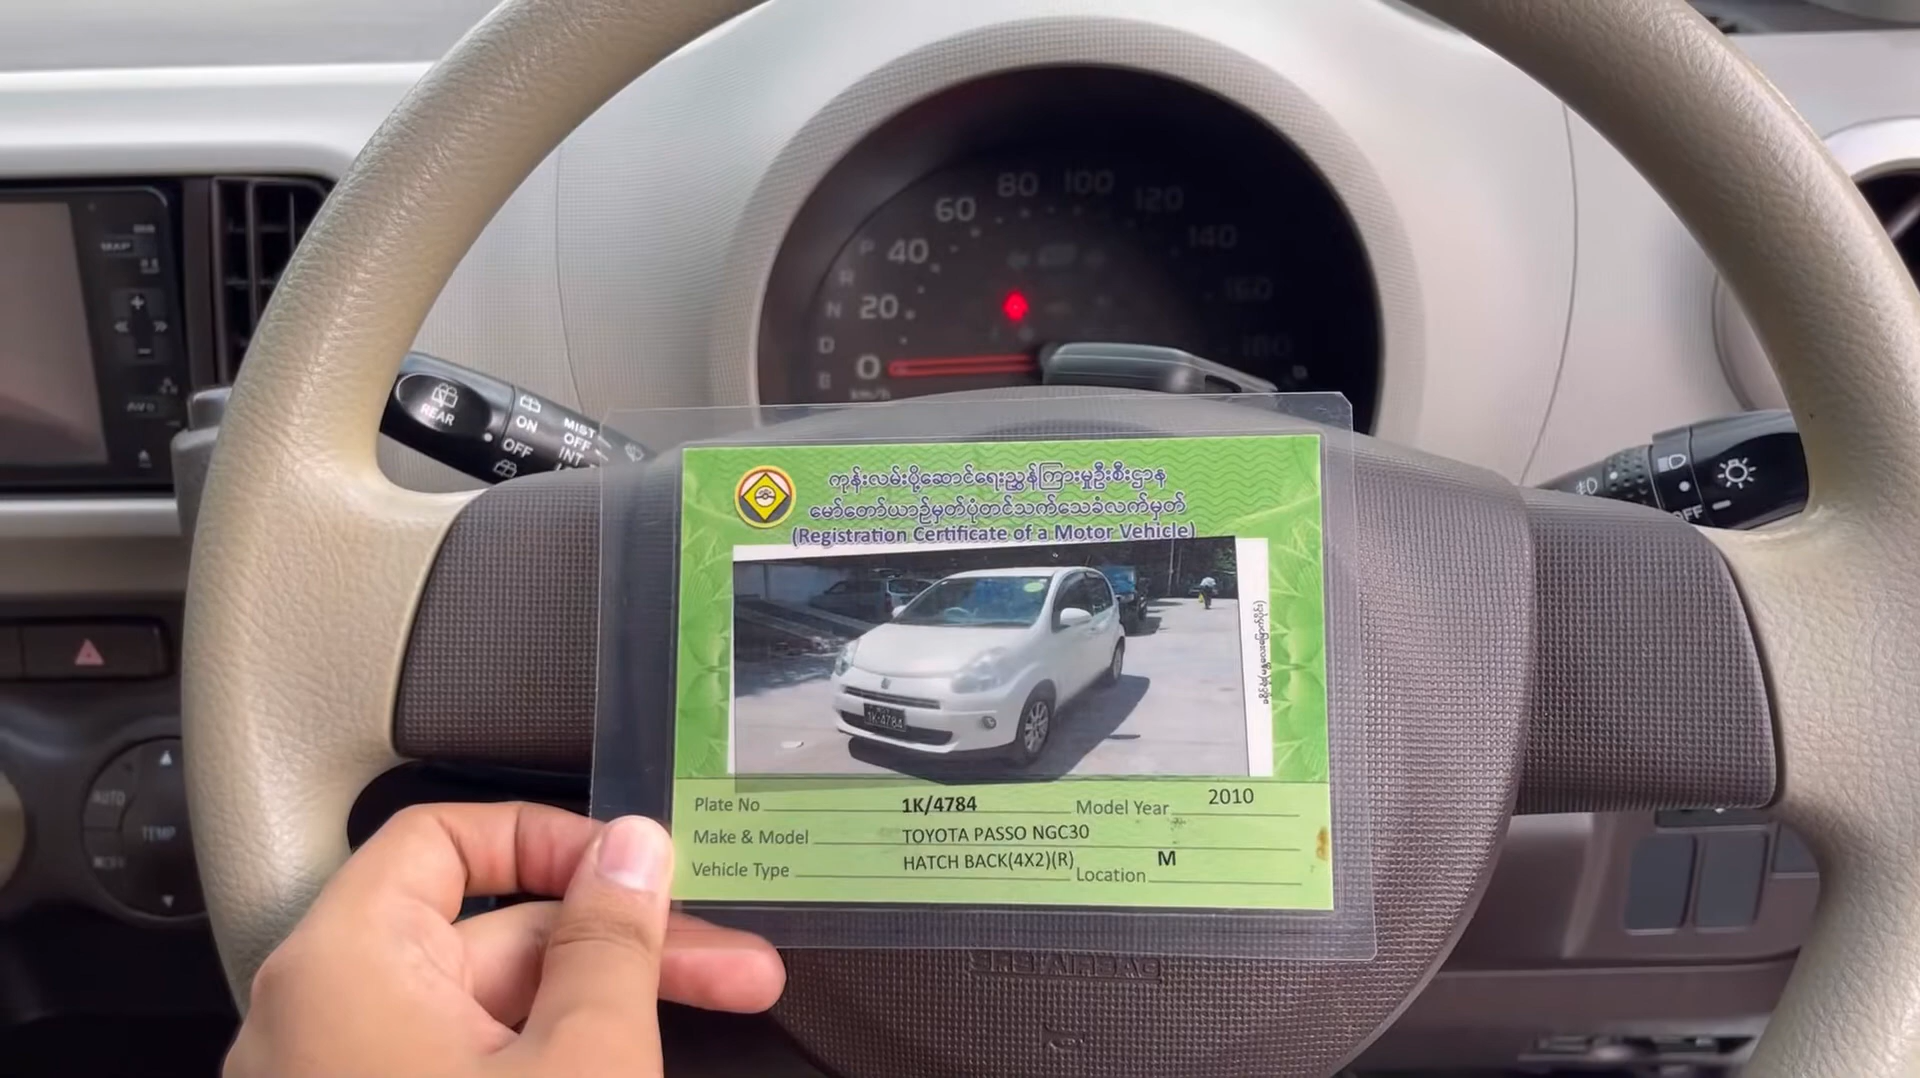 80 100
60 120
P 40 140
R
N 20 160
D 0 180
km/h
MAP
REAR
ON
OFF
MIST
OFF
INT
OFF
ကုန်းလမ်းပို့ဆောင်ရေးညွှန်ကြားမှုဦးစီးဌာန
မော်တော်ယာဉ်မှတ်ပုံတင်သက်သေခံလက်မှတ်
(Registration Certificate of a Motor Vehicle)
1K-4784
Plate No 1K/4784 Model Year 2010
Make & Model TOYOTA PASSO NGC30
Vehicle Type HATCH BACK(4X2)(R) Location M
AUTO
TEMP
SRS AIRBAG